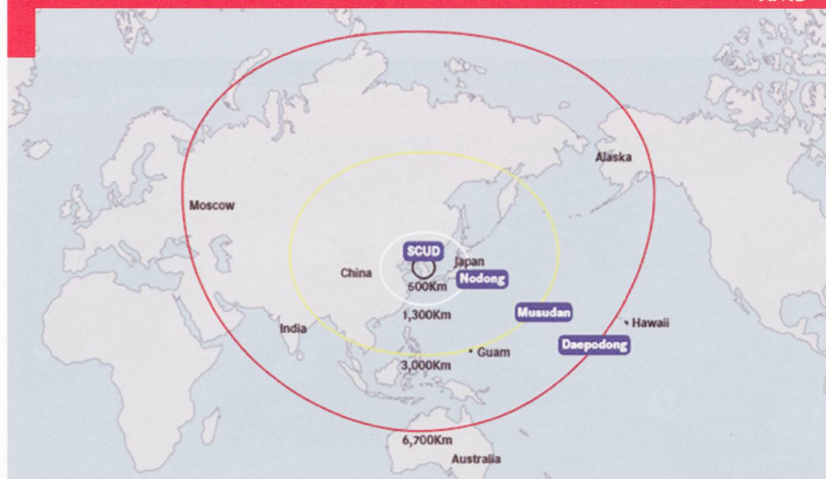 Alaska
Moscow
SCUD
Japan
China
Nodong
500Km
Musudan
1,300Km
Hawaii
India
Daepodong
Guam
3,000Km
6,700Km
Australia